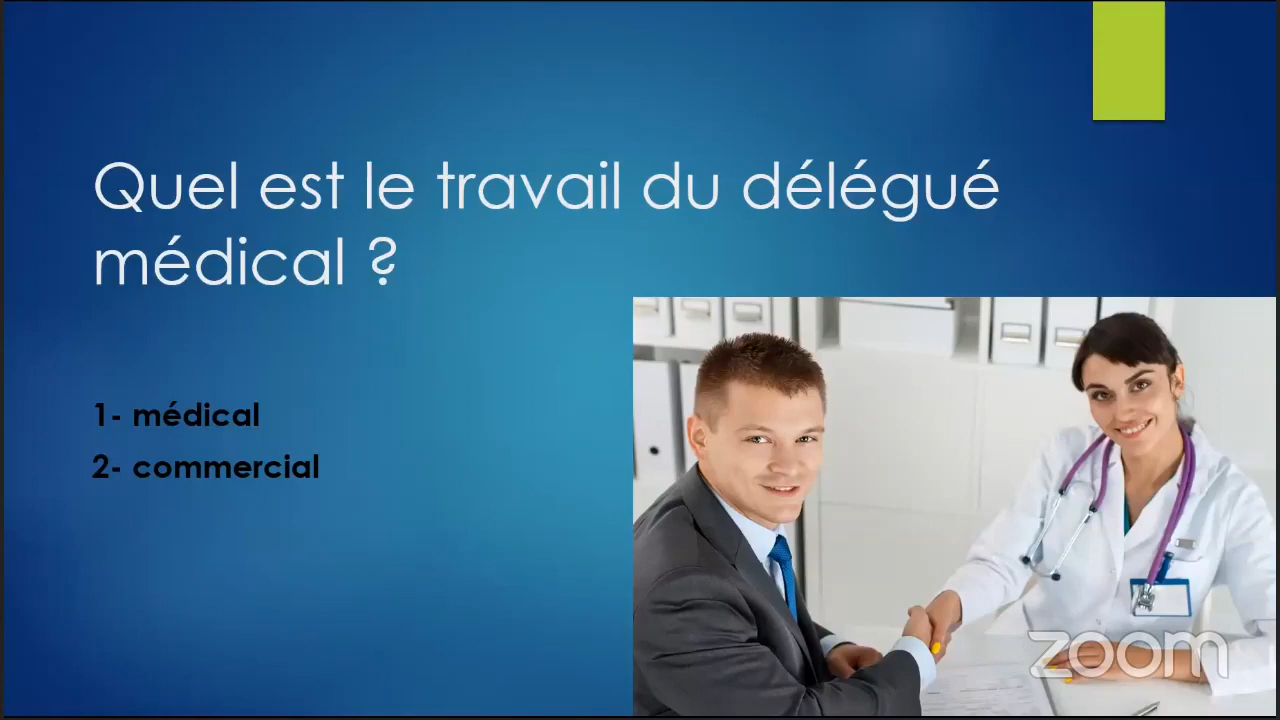 Quel est le travail du délégué
médical ?
1- médical
2- commercial
zoom